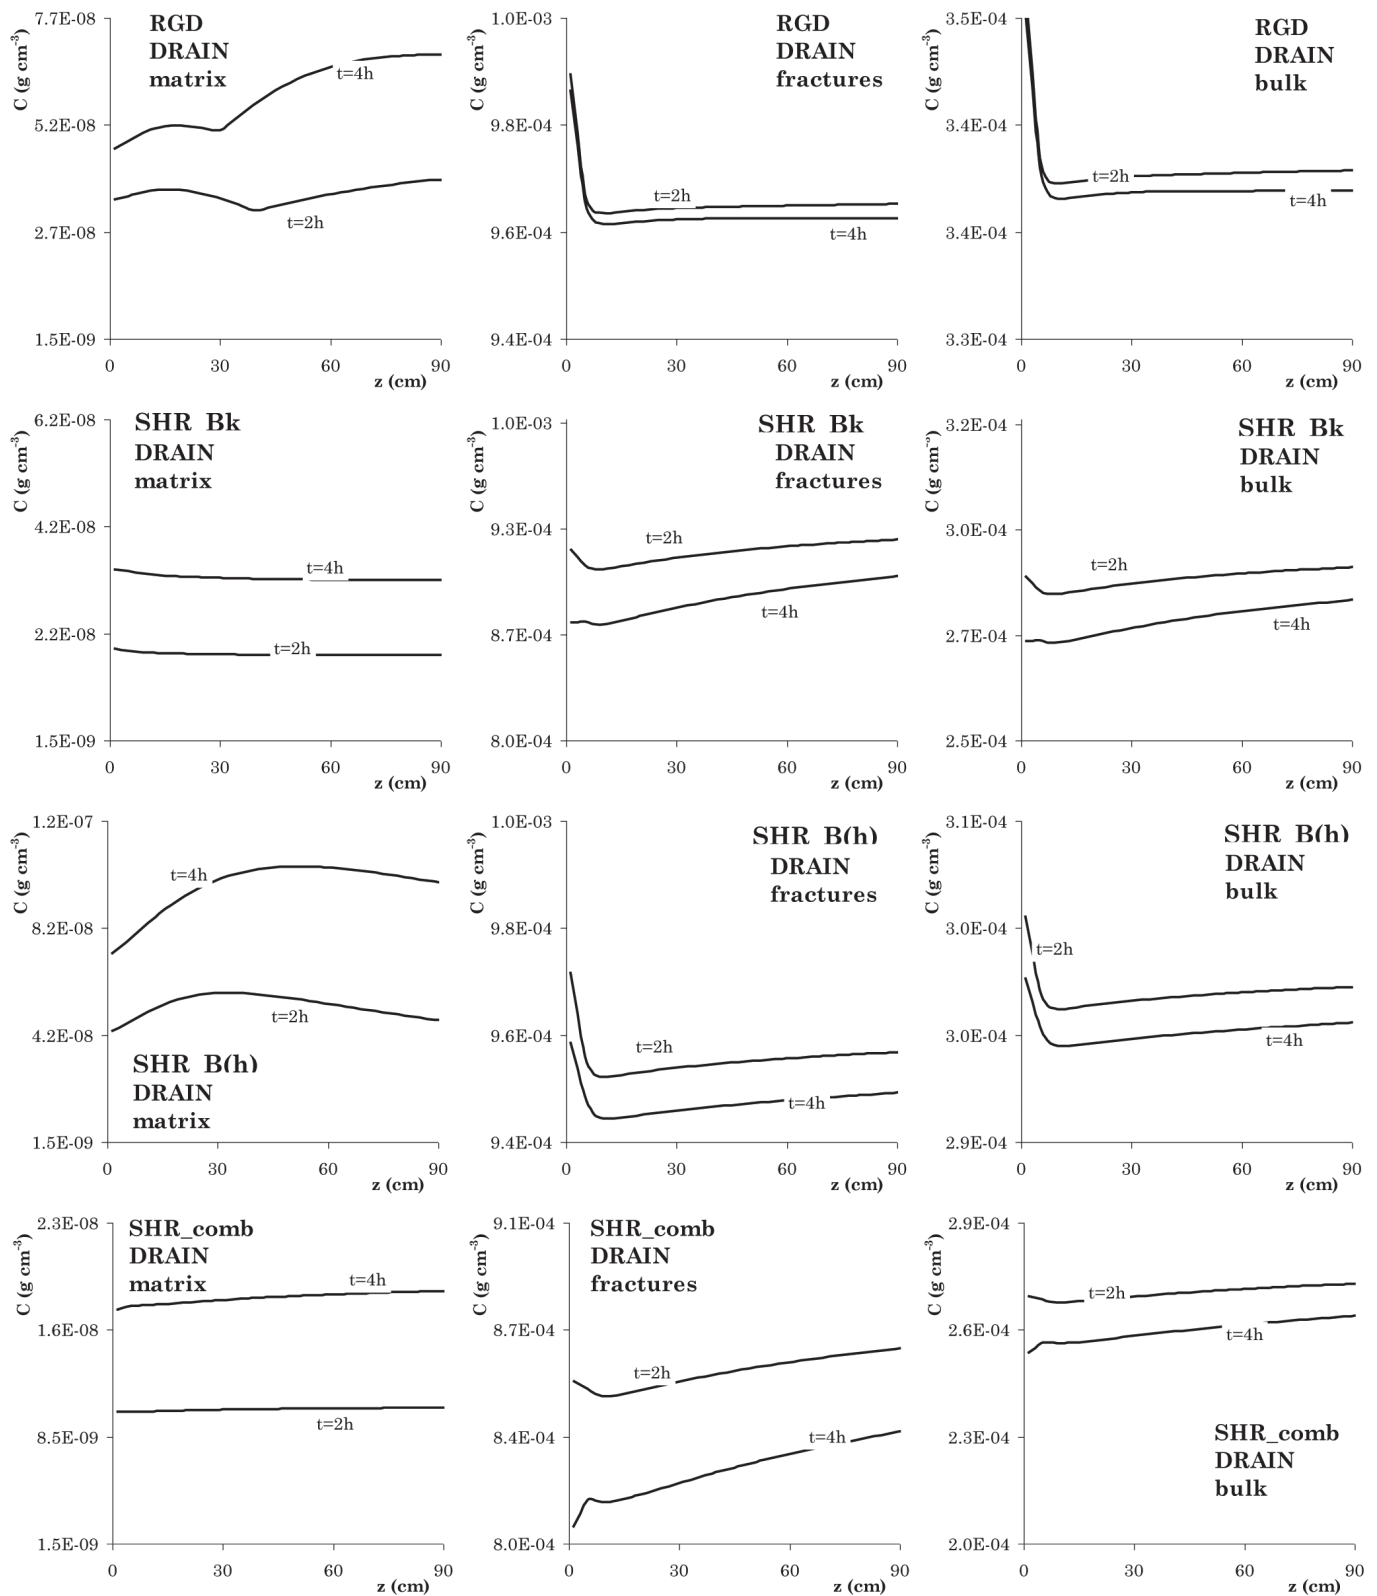 7.7E-08
5.2E-08
2.7E-08
1.5E-09
C (g cm-3)
RGD
DRAIN
matrix
t=4h
t=2h
0 30 60 90
z (cm)
1.0E-03
9.8E-04
9.6E-04
9.4E-04
C (g cm-3)
RGD
DRAIN
fractures
t=2h
t=4h
0 30 60 90
z (cm)
3.5E-04
3.4E-04
3.4E-04
3.3E-04
C (g cm-3)
RGD
DRAIN
bulk
t=2h
t=4h
0 30 60 90
z (cm)
6.2E-08
4.2E-08
2.2E-08
1.5E-09
C (g cm-3)
SHR Bk
DRAIN
matrix
t=4h
t=2h
0 30 60 90
z (cm)
1.0E-03
9.3E-04
8.7E-04
8.0E-04
C (g cm-3)
SHR Bk
DRAIN
fractures
t=2h
t=4h
0 30 60 90
z (cm)
3.2E-04
3.0E-04
2.7E-04
2.5E-04
C (g cm-3)
SHR Bk
DRAIN
bulk
t=2h
t=4h
0 30 60 90
z (cm)
1.2E-07
8.2E-08
4.2E-08
1.5E-09
C (g cm-3)
t=4h
t=2h
SHR B(h)
DRAIN
matrix
0 30 60 90
z (cm)
1.0E-03
9.8E-04
9.6E-04
9.4E-04
C (g cm-3)
SHR B(h)
DRAIN
fractures
t=2h
t=4h
0 30 60 90
z (cm)
3.1E-04
3.0E-04
3.0E-04
2.9E-04
C (g cm-3)
SHR B(h)
DRAIN
bulk
t=2h
t=4h
0 30 60 90
z (cm)
2.3E-08
1.6E-08
8.5E-09
1.5E-09
C (g cm-3)
SHR_comb
DRAIN
matrix
t=4h
t=2h
0 30 60 90
z (cm)
9.1E-04
8.7E-04
8.4E-04
8.0E-04
C (g cm-3)
SHR_comb
DRAIN
fractures
t=2h
t=4h
0 30 60 90
z (cm)
2.9E-04
2.6E-04
2.3E-04
2.0E-04
C (g cm-3)
t=2h
t=4h
SHR_comb
DRAIN
bulk
0 30 60 90
z (cm)